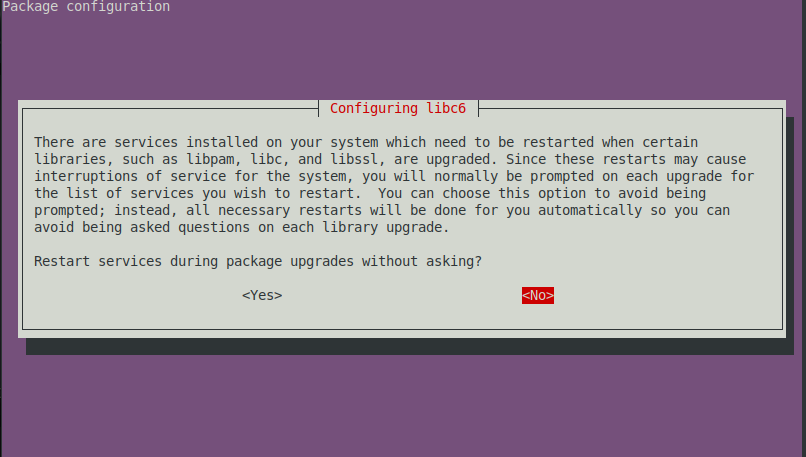 Package configuration
Configuring libc6
There are services installed on your system which need to be restarted when certain
libraries, such as libpam, libc, and libssl, are upgraded. Since these restarts may cause
interruptions of service for the system, you will normally be prompted on each upgrade for
the list of services you wish to restart.  You can choose this option to avoid being
prompted; instead, all necessary restarts will be done for you automatically so you can
avoid being asked questions on each library upgrade.
Restart services during package upgrades without asking?
<Yes> <No>